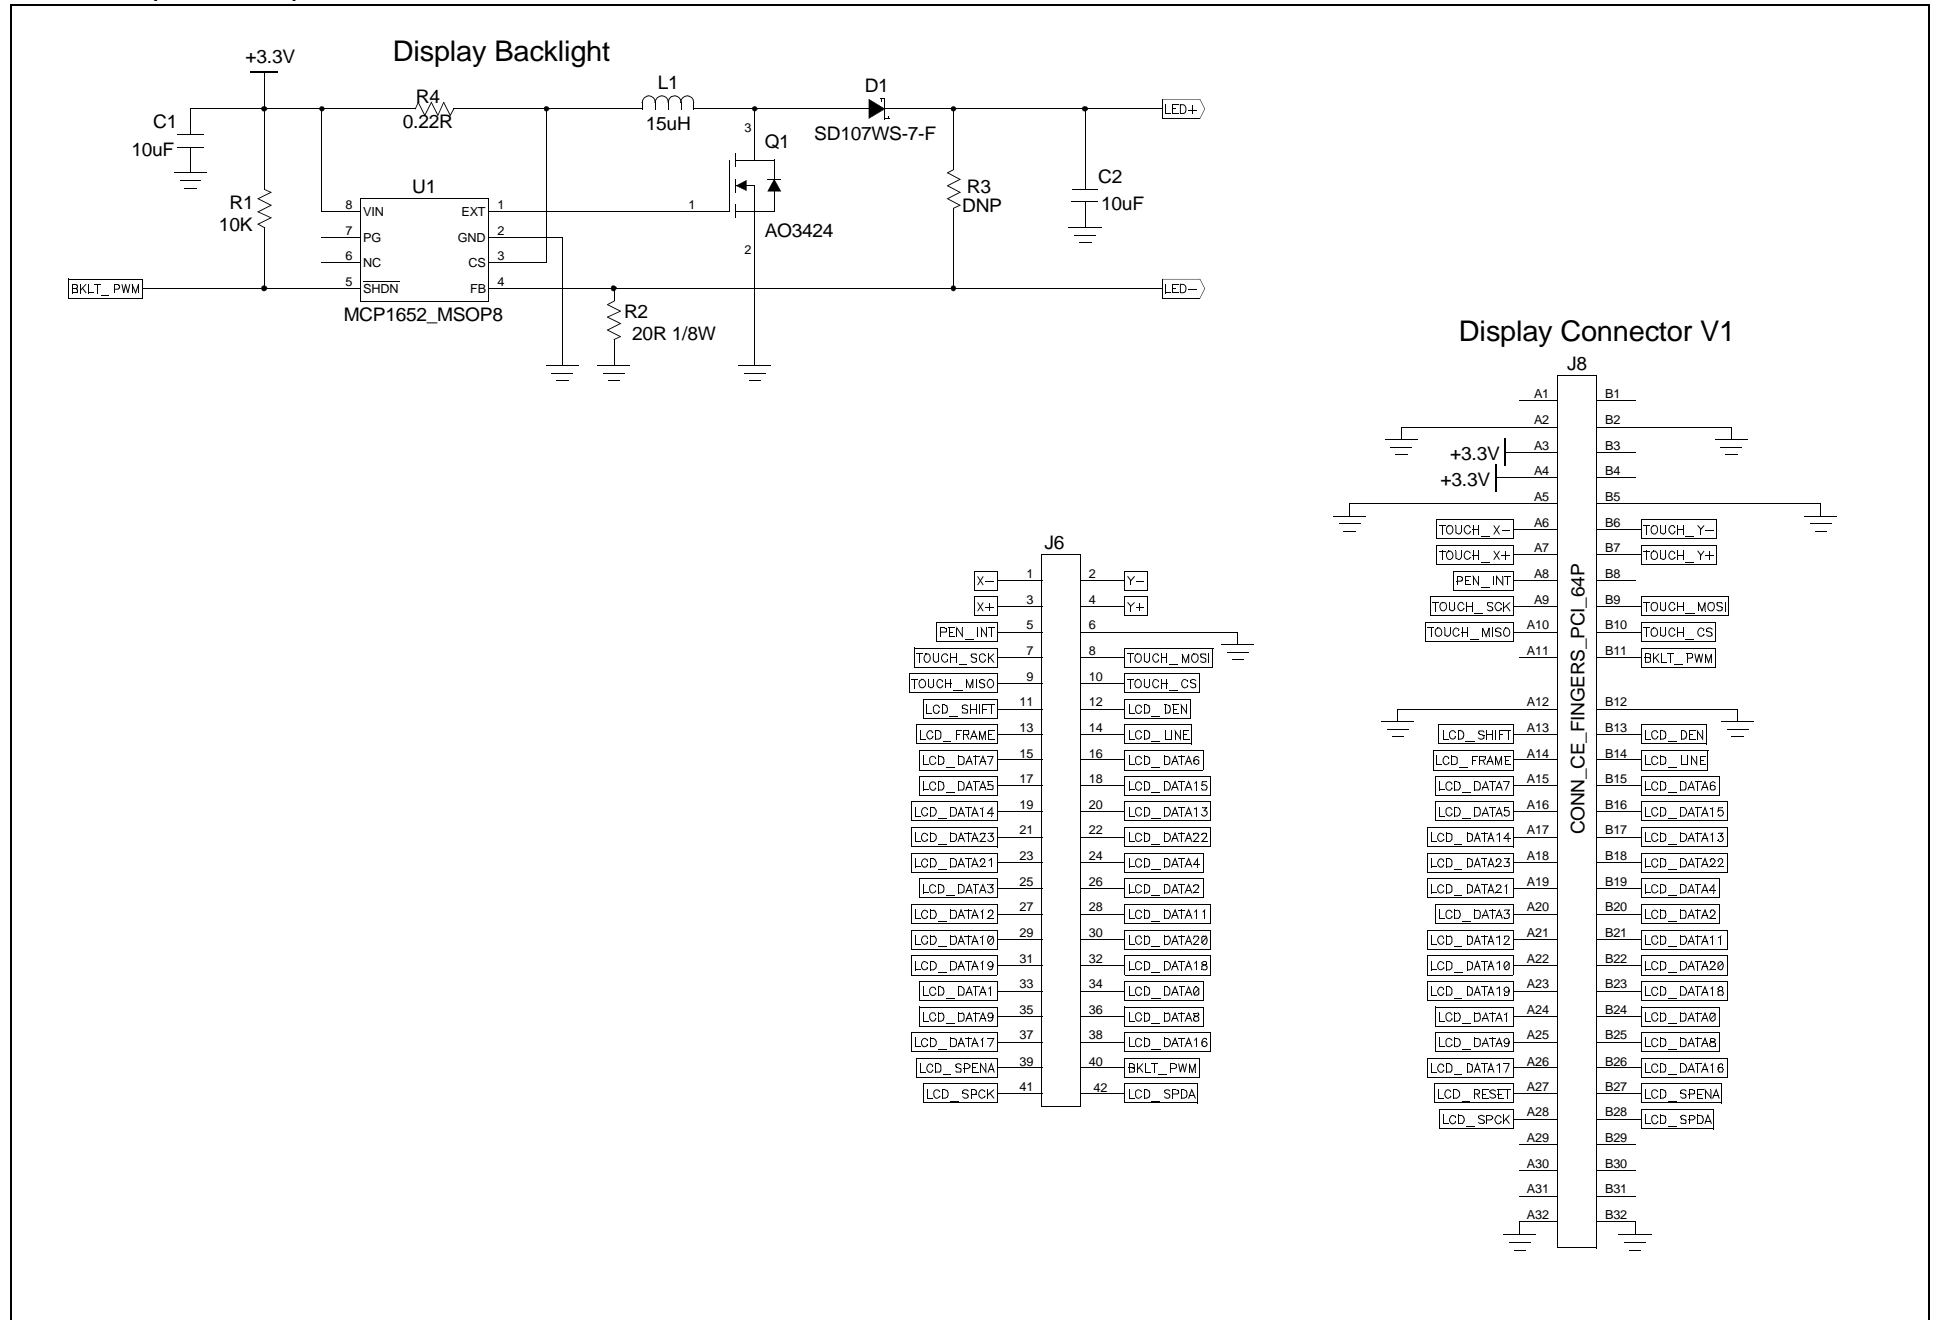 Display Backlight
+3.3V
C1
10uF
R1
10K
R4
0.22R
L1
15uH
D1
SD107WS-7-F
LED+
3
Q1
1
AO3424
2
R3
DNP
C2
10uF
U1
8 VIN EXT 1
7 PG GND 2
6 NC CS 3
BKLT_PWM 5 SHDN FB 4
LED-
MCP1652_MSOP8
R2
20R 1/8W
Display Connector V1
J8
A1 B1
A2 B2
+3.3V A3 B3
+3.3V A4 B4
A5 B5
TOUCH_X- A6 B6 TOUCH_Y-
TOUCH_X+ A7 B7 TOUCH_Y+
PEN_INT A8 B8
TOUCH_SCK A9 B9 TOUCH_MOSI
TOUCH_MISO A10 B10 TOUCH_CS
A11 B11 BKLT_PWM
A12 B12
LCD_SHIFT A13 B13 LCD_DEN
LCD_FRAME A14 B14 LCD_LINE
LCD_DATA7 A15 B15 LCD_DATA6
LCD_DATA5 A16 B16 LCD_DATA15
LCD_DATA14 A17 B17 LCD_DATA13
LCD_DATA23 A18 B18 LCD_DATA22
LCD_DATA21 A19 B19 LCD_DATA4
LCD_DATA3 A20 B20 LCD_DATA2
LCD_DATA12 A21 B21 LCD_DATA11
LCD_DATA10 A22 B22 LCD_DATA20
LCD_DATA19 A23 B23 LCD_DATA18
LCD_DATA1 A24 B24 LCD_DATA0
LCD_DATA9 A25 B25 LCD_DATA8
LCD_DATA17 A26 B26 LCD_DATA16
LCD_RESET A27 B27 LCD_SPENA
LCD_SPCK A28 B28 LCD_SPDA
A29 B29
A30 B30
A31 B31
A32 B32
CONN_CE_FINGERS_PCI_64P
J6
X- 1 2 Y-
X+ 3 4 Y+
PEN_INT 5 6
TOUCH_SCK 7 8 TOUCH_MOSI
TOUCH_MISO 9 10 TOUCH_CS
LCD_SHIFT 11 12 LCD_DEN
LCD_FRAME 13 14 LCD_LINE
LCD_DATA7 15 16 LCD_DATA6
LCD_DATA5 17 18 LCD_DATA15
LCD_DATA14 19 20 LCD_DATA13
LCD_DATA23 21 22 LCD_DATA22
LCD_DATA21 23 24 LCD_DATA4
LCD_DATA3 25 26 LCD_DATA2
LCD_DATA12 27 28 LCD_DATA11
LCD_DATA10 29 30 LCD_DATA20
LCD_DATA19 31 32 LCD_DATA18
LCD_DATA1 33 34 LCD_DATA0
LCD_DATA9 35 36 LCD_DATA8
LCD_DATA17 37 38 LCD_DATA16
LCD_SPENA 39 40 BKLT_PWM
LCD_SPCK 41 42 LCD_SPDA